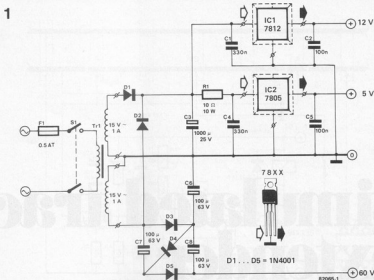 1
IC1
7812
12 V
C1
330n
C2
100n
IC2
7805
5 V
R1
10 Ω
10 W
C4
330n
C5
100n
D1
D2
F1
0.5 AT
S1
Tr1
15 V ~
1 A
15 V ~
1 A
C3
1000 µ
25 V
0
C6
100 µ
63 V
D3
D4
D5
C7
100 µ
63 V
C8
100 µ
63 V
78XX
D1 . . . D5 = 1N4001
60 V
82065-1